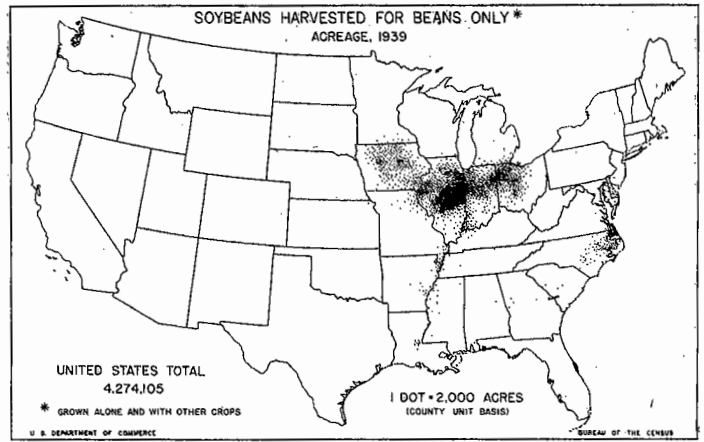 SOYBEANS HARVESTED FOR BEANS ONLY*
ACREAGE, 1939
UNITED STATES TOTAL
4,274,105
* GROWN ALONE AND WITH OTHER CROPS
1 DOT = 2,000 ACRES
(COUNTY UNIT BASIS)
U S. DEPARTMENT OF COMMERCE
BUREAU OF THE CENSUS